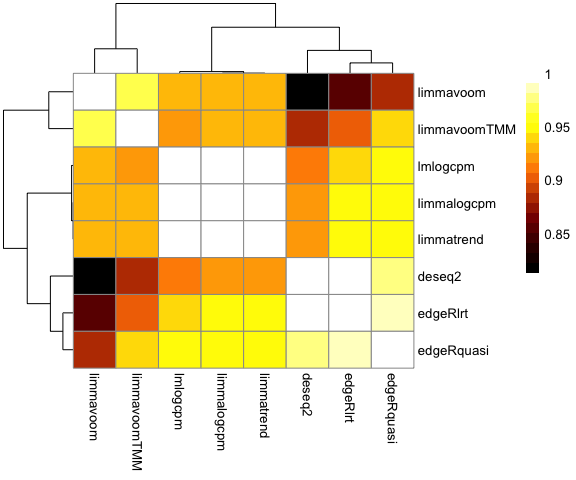 1
limmavoom
limmavoomTMM
0.95
lmlogcpm
0.9
limmalogcpm
0.85
limmatrend
deseq2
edgeRlrt
edgeRquasi
limmavoom
limmavoomTMM
lmlogcpm
limmalogcpm
limmatrend
deseq2
edgeRlrt
edgeRquasi